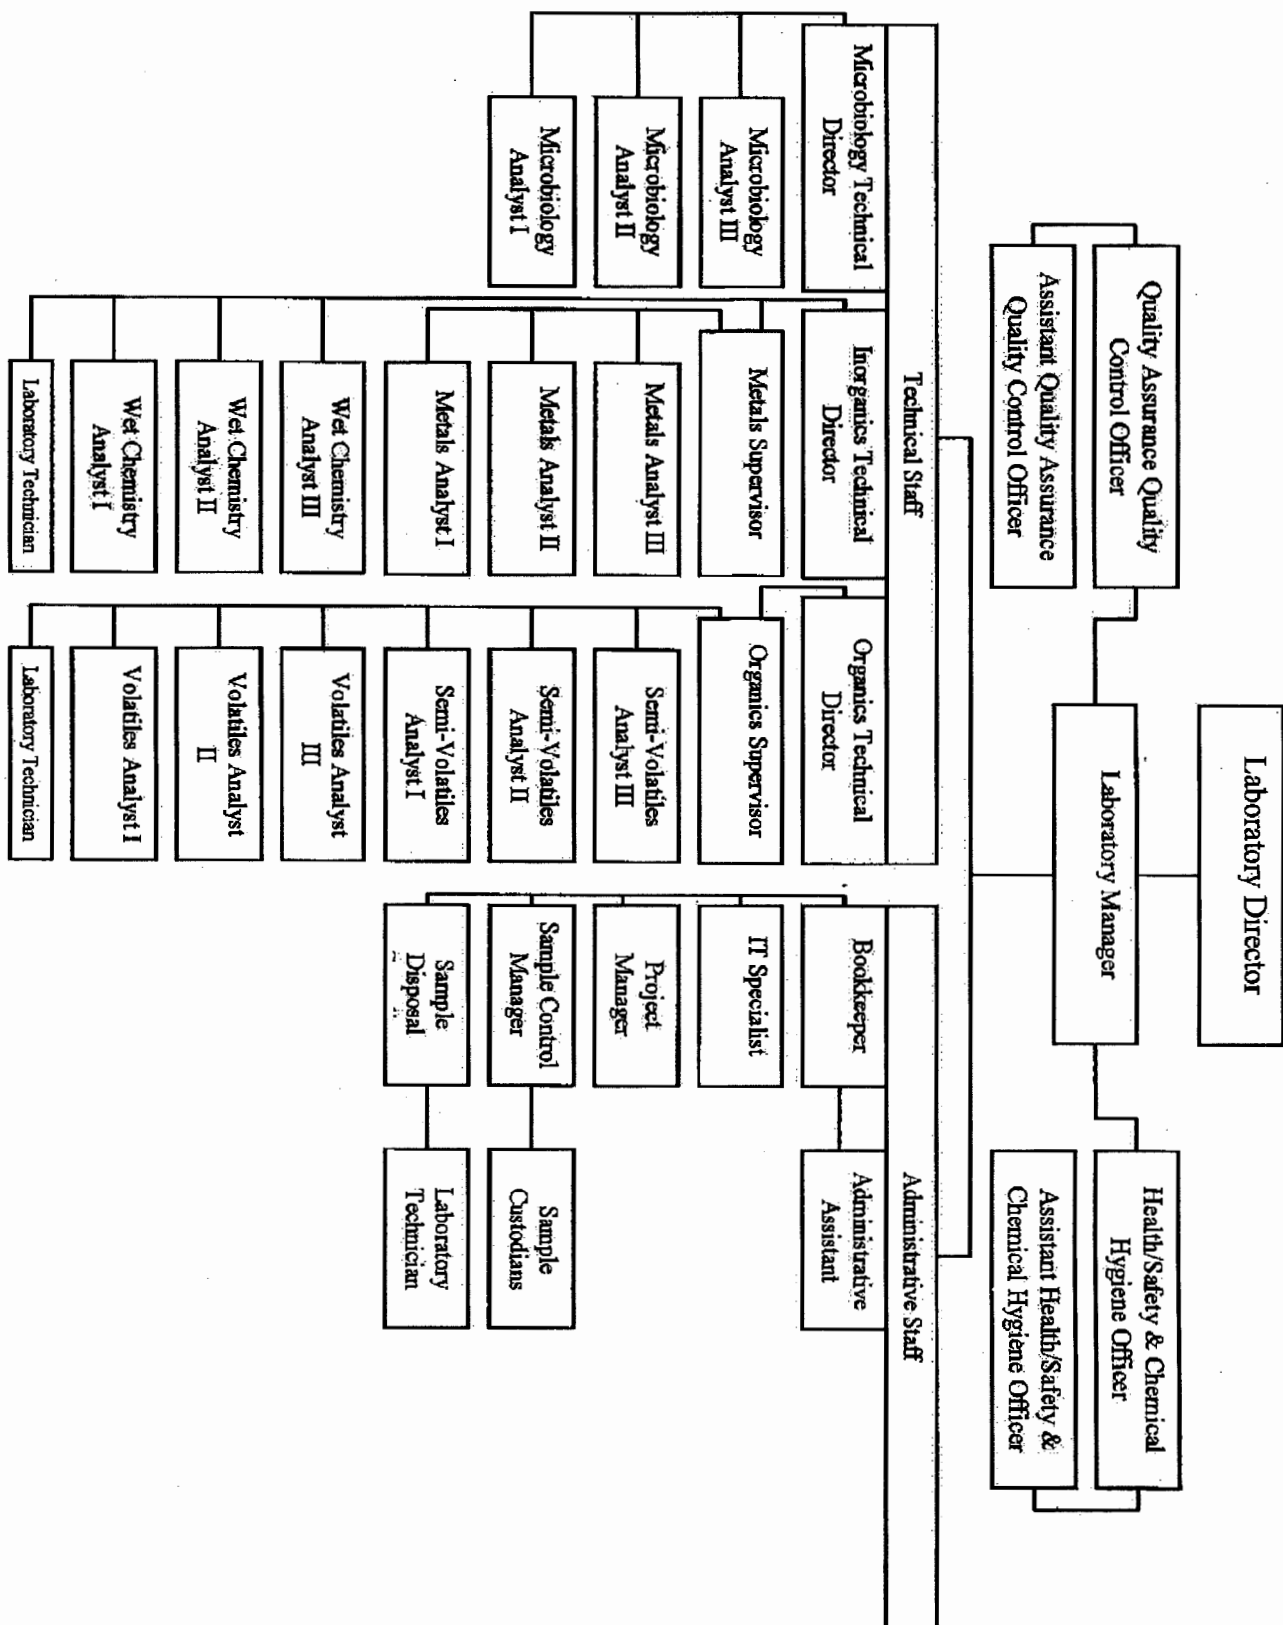 Laboratory Director
Laboratory Manager
Quality Assurance Quality
Control Officer
Assistant Quality Assurance
Quality Control Officer
Health/Safety & Chemical
Hygiene Officer
Assistant Health/Safety &
Chemical Hygiene Officer
Technical Staff
Microbiology Technical
Director
Microbiology
Analyst III
Microbiology
Analyst II
Microbiology
Analyst I
Inorganics Technical
Director
Metals Supervisor
Metals Analyst III
Metals Analyst II
Metals Analyst I
Wet Chemistry
Analyst III
Wet Chemistry
Analyst II
Wet Chemistry
Analyst I
Laboratory Technician
Organics Technical
Director
Organics Supervisor
Semi-Volatiles
Analyst III
Semi-Volatiles
Analyst II
Semi-Volatiles
Analyst I
Volatiles Analyst
III
Volatiles Analyst
II
Volatiles Analyst I
Laboratory Technician
Administrative Staff
Bookkeeper
Administrative
Assistant
IT Specialist
Project
Manager
Sample Control
Manager
Sample
Custodians
Sample
Disposal
Laboratory
Technician